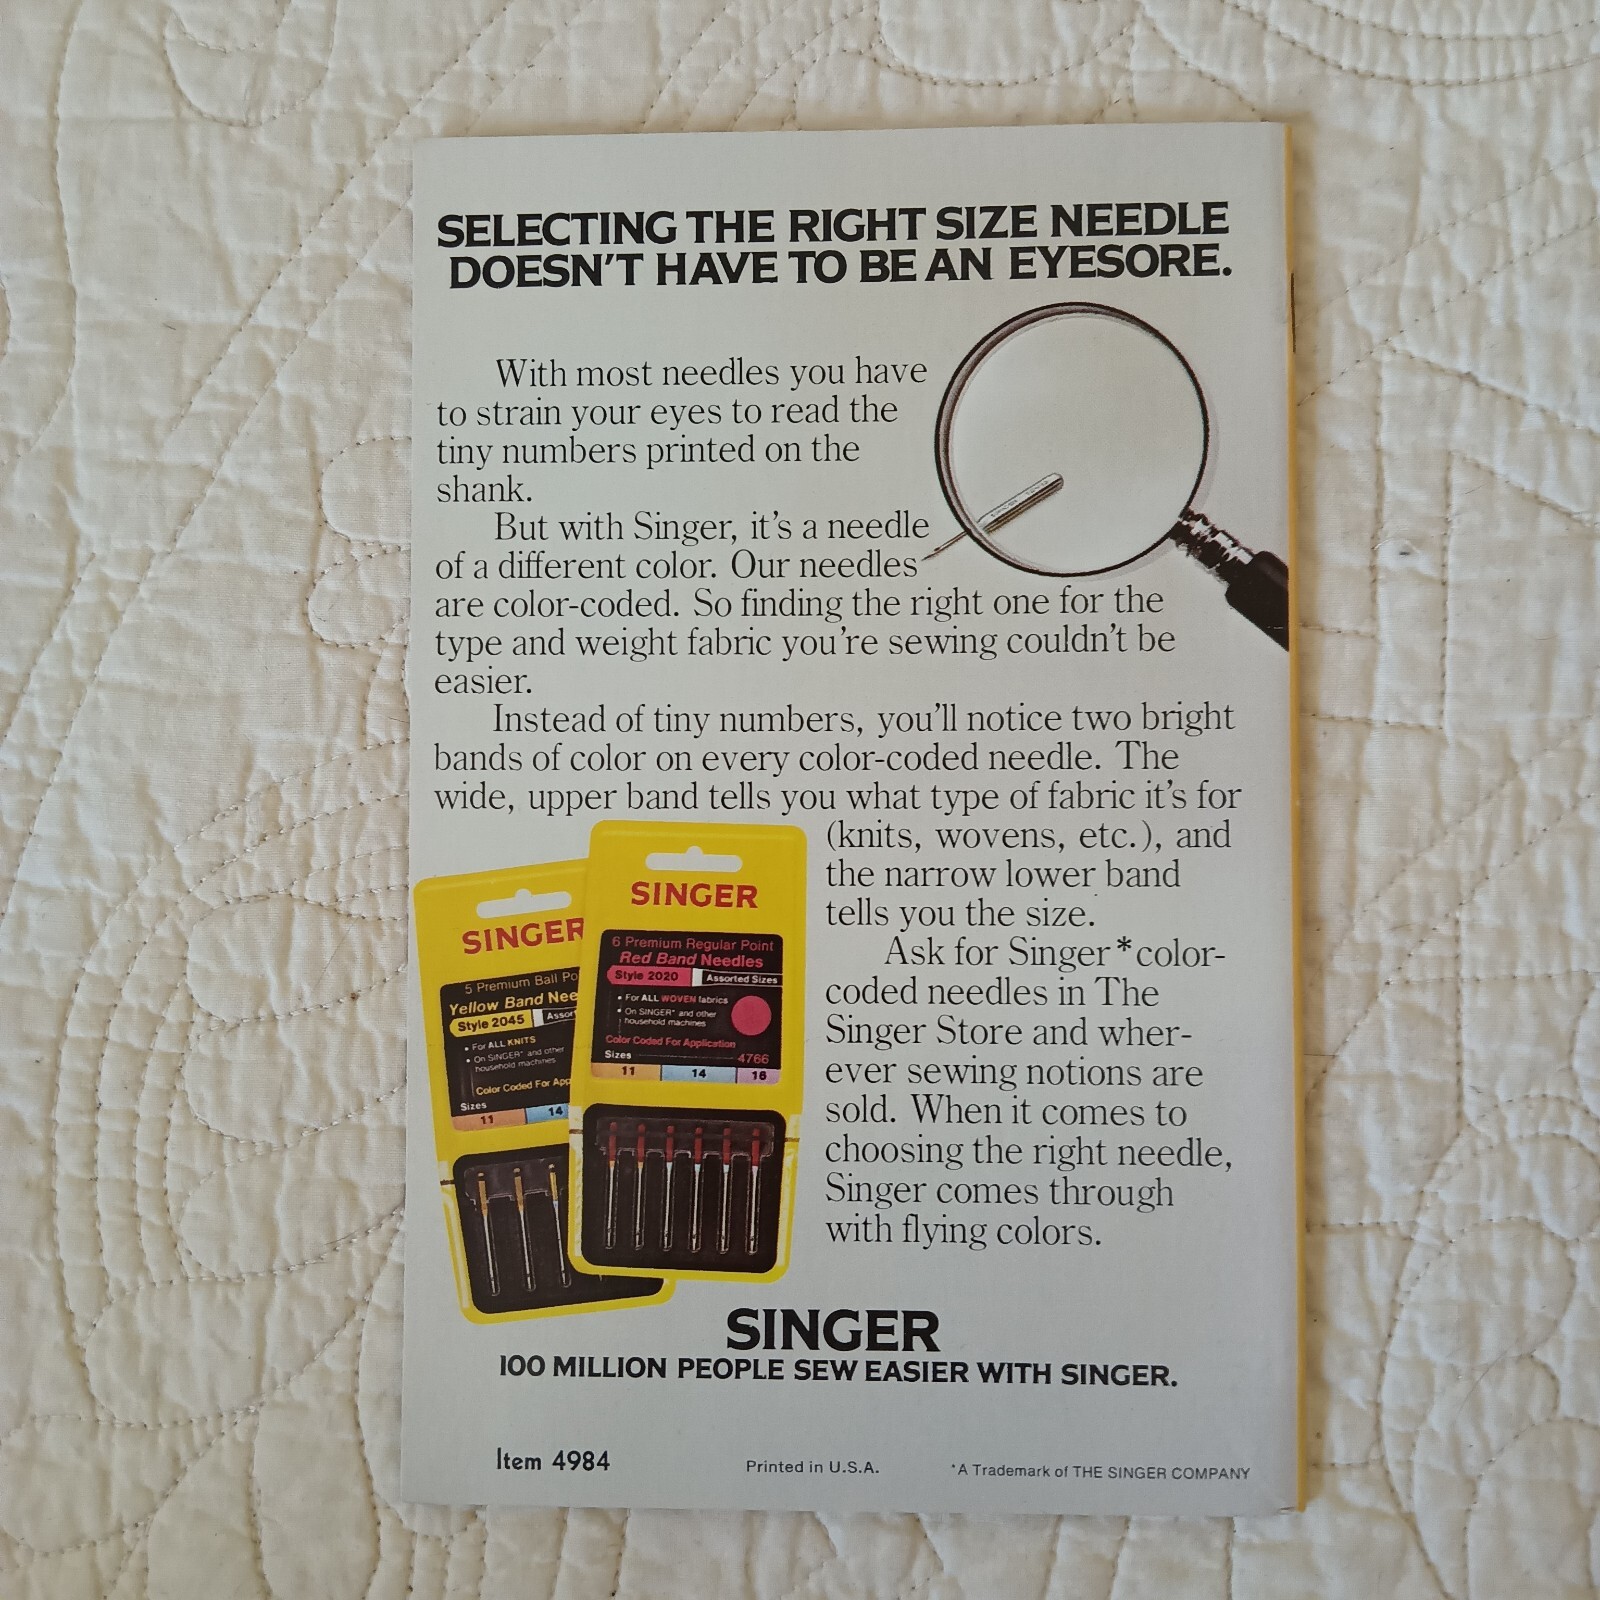 SELECTING THE RIGHT SIZE NEEDLE
DOESN'T HAVE TO BE AN EYESORE.
With most needles you have
to strain your eyes to read the
tiny numbers printed on the
shank.
But with Singer, it's a needle
of a different color. Our needles
are color-coded. So finding the right one for the
type and weight fabric you're sewing couldn't be
easier.
Instead of tiny numbers, you'll notice two bright
bands of color on every color-coded needle. The
wide, upper band tells you what type of fabric it's for
(knits, wovens, etc.), and
the narrow lower band
tells you the size.
Ask for Singer* color-
coded needles in The
Singer Store and wher-
ever sewing notions are
sold. When it comes to
choosing the right needle,
Singer comes through
with flying colors.
SINGER
5 Premium Ball Po
Yellow Band Nee
Style 2045 Assor
• For ALL KNITS
• On SINGER* and other
household machines
Color Coded For App
Sizes
11 14
SINGER
6 Premium Regular Point
Red Band Needles
Style 2020 Assorted Sizes
• For ALL WOVEN fabrics
• On SINGER* and other
household machines
Color Coded For Application
Sizes 4766
11 14 16
SINGER
100 MILLION PEOPLE SEW EASIER WITH SINGER.
Item 4984 Printed in U.S.A. *A Trademark of THE SINGER COMPANY